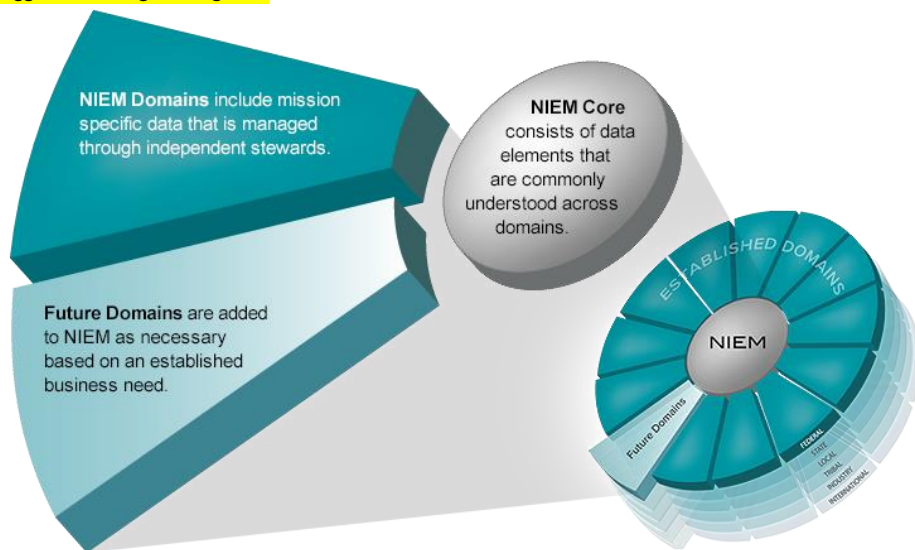 NIEM Domains include mission
specific data that is managed
through independent stewards.
NIEM Core
consists of data
elements that
are commonly
understood across
domains.
Future Domains are added
to NIEM as necessary
based on an established
business need.
ESTABLISHED DOMAINS
NIEM
Future Domains
FEDERAL
STATE
LOCAL
TRIBAL
INDUSTRY
INTERNATIONAL